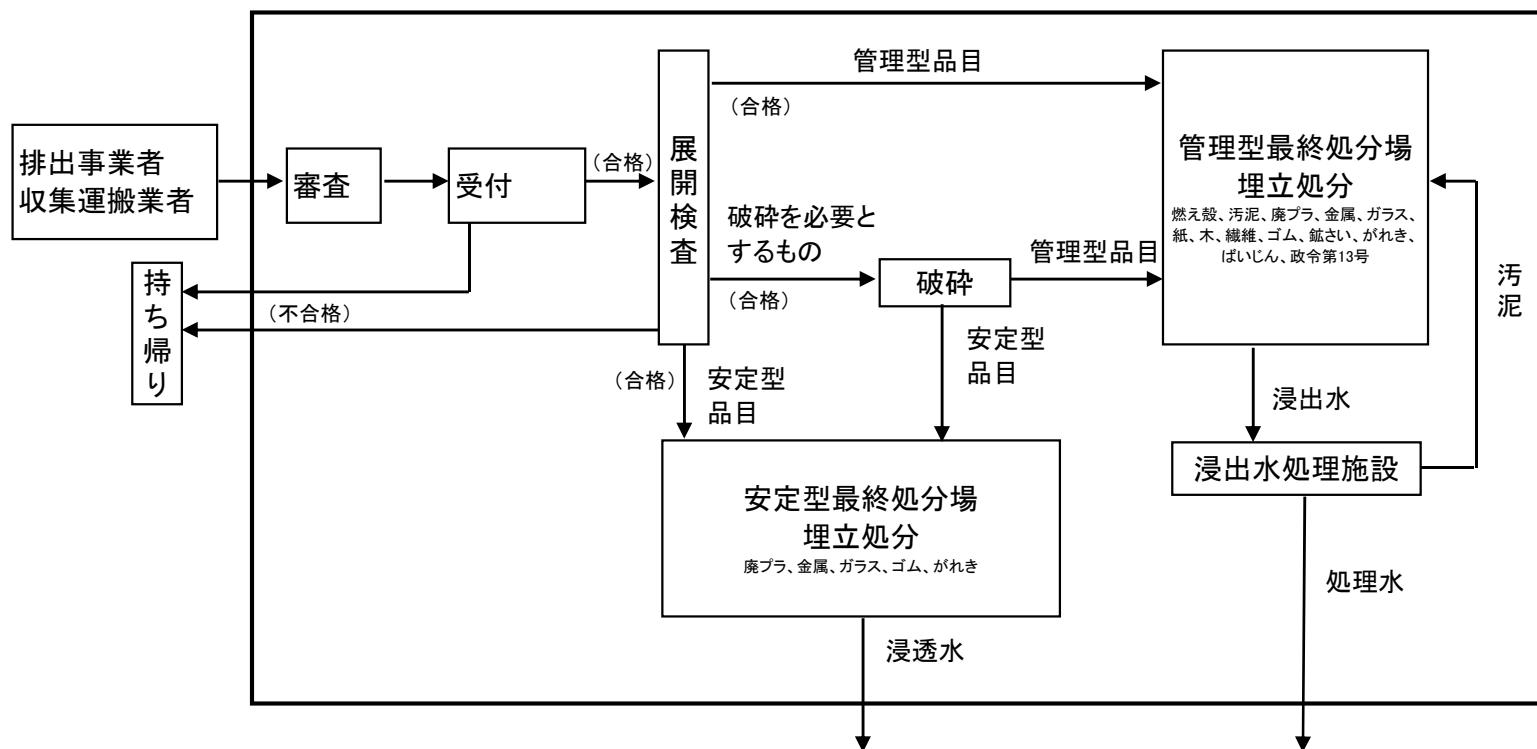 排出事業者
収集運搬業者
審査
受付
（合格）
展開検査
管理型品目
（合格）
破砕を必要と
するもの
（合格）
破砕
管理型品目
管理型最終処分場
埋立処分
燃え殻、汚泥、廃プラ、金属、ガラス、
紙、木、繊維、ゴム、鉱さい、がれき、
ばいじん、政令第13号
汚泥
持ち帰り
（不合格）
（合格）
安定型
品目
安定型
品目
浸出水
浸出水処理施設
安定型最終処分場
埋立処分
廃プラ、金属、ガラス、ゴム、がれき
処理水
浸透水